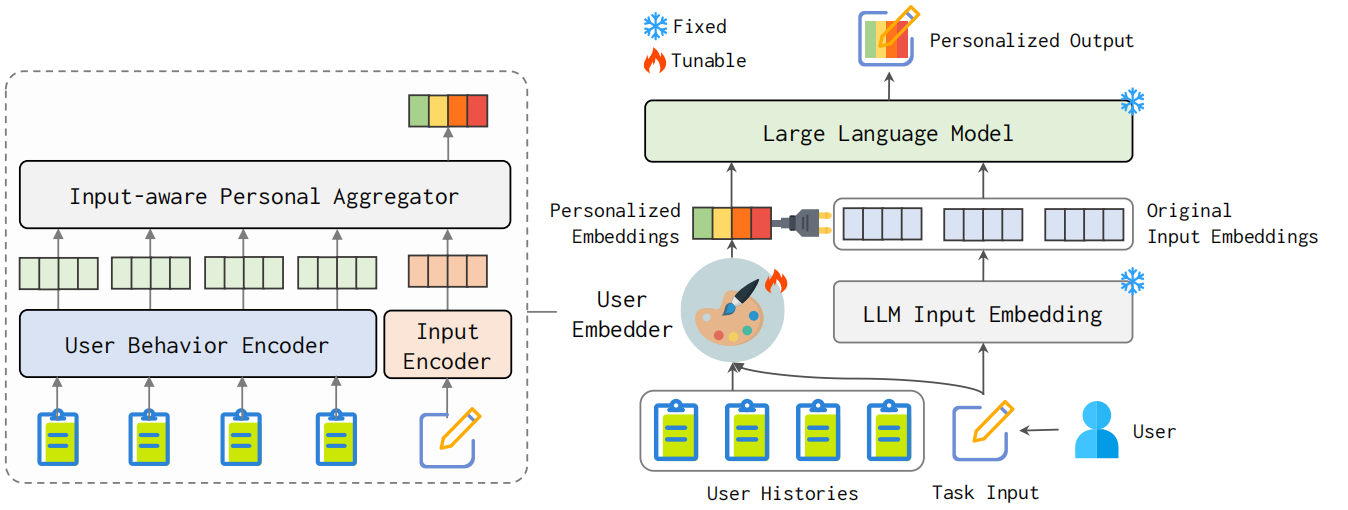 Input-aware Personal Aggregator
User Behavior Encoder
Input
Encoder
Fixed
Tunable
Personalized Output
Large Language Model
Personalized
Embeddings
Original
Input Embeddings
User
Embedder
LLM Input Embedding
User
User Histories
Task Input